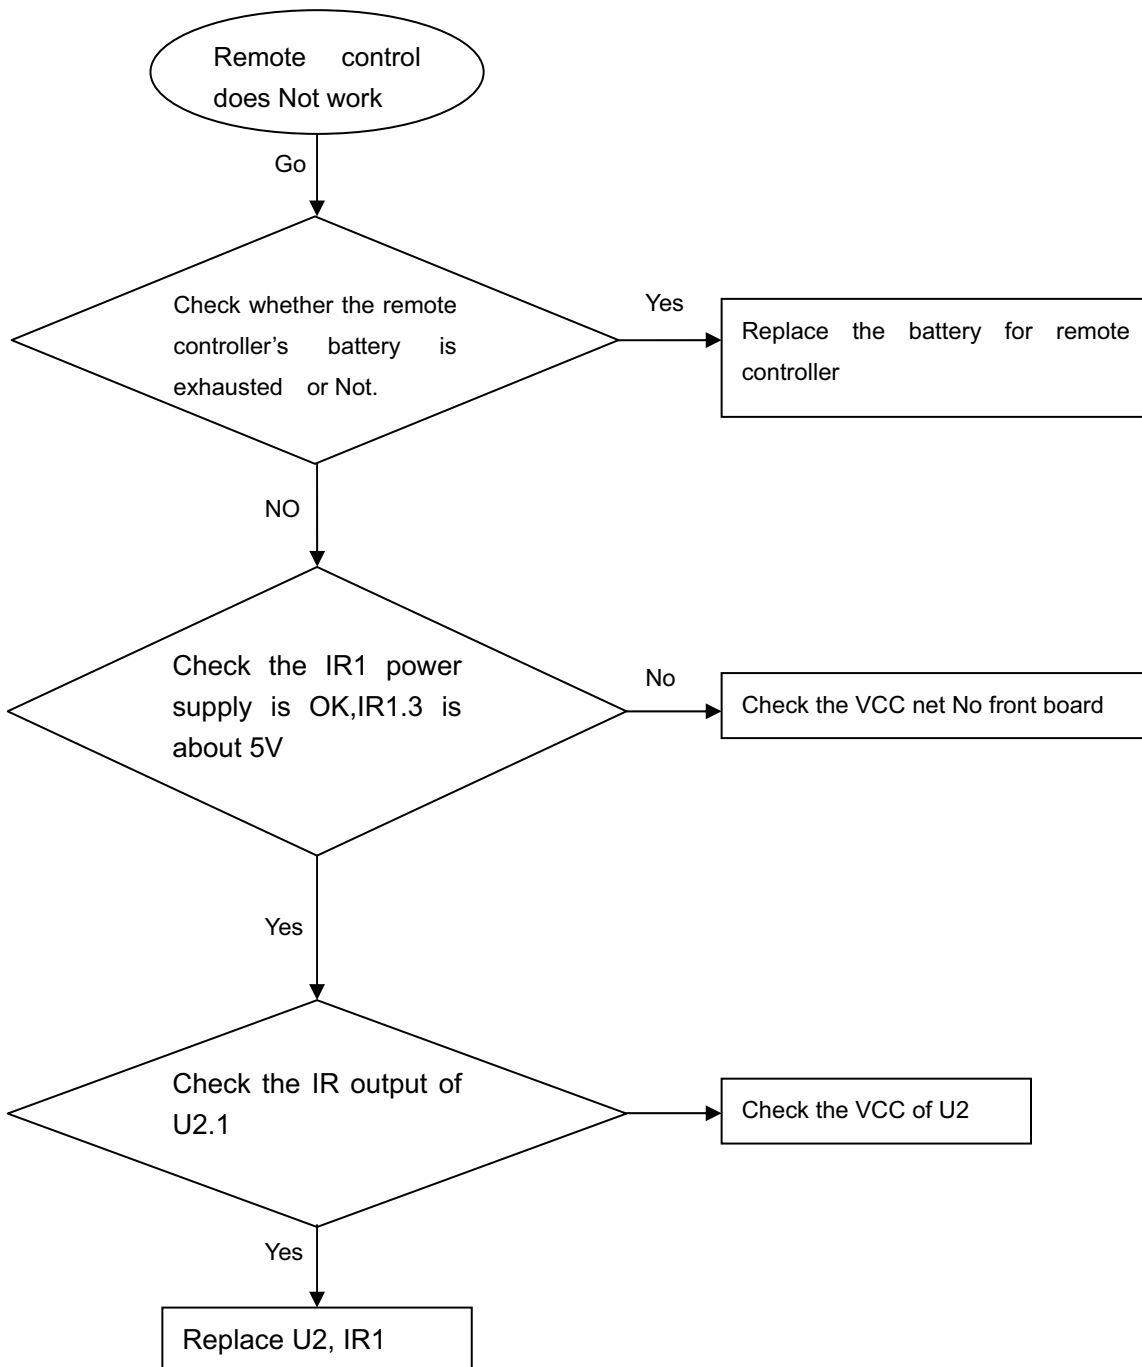 Remote control
does Not work
Go
Check whether the remote
controller's battery is
exhausted or Not.
Yes
Replace the battery for remote
controller
NO
Check the IR1 power
supply is OK,IR1.3 is
about 5V
No
Check the VCC net No front board
Yes
Check the IR output of
U2.1
Check the VCC of U2
Yes
Replace U2, IR1